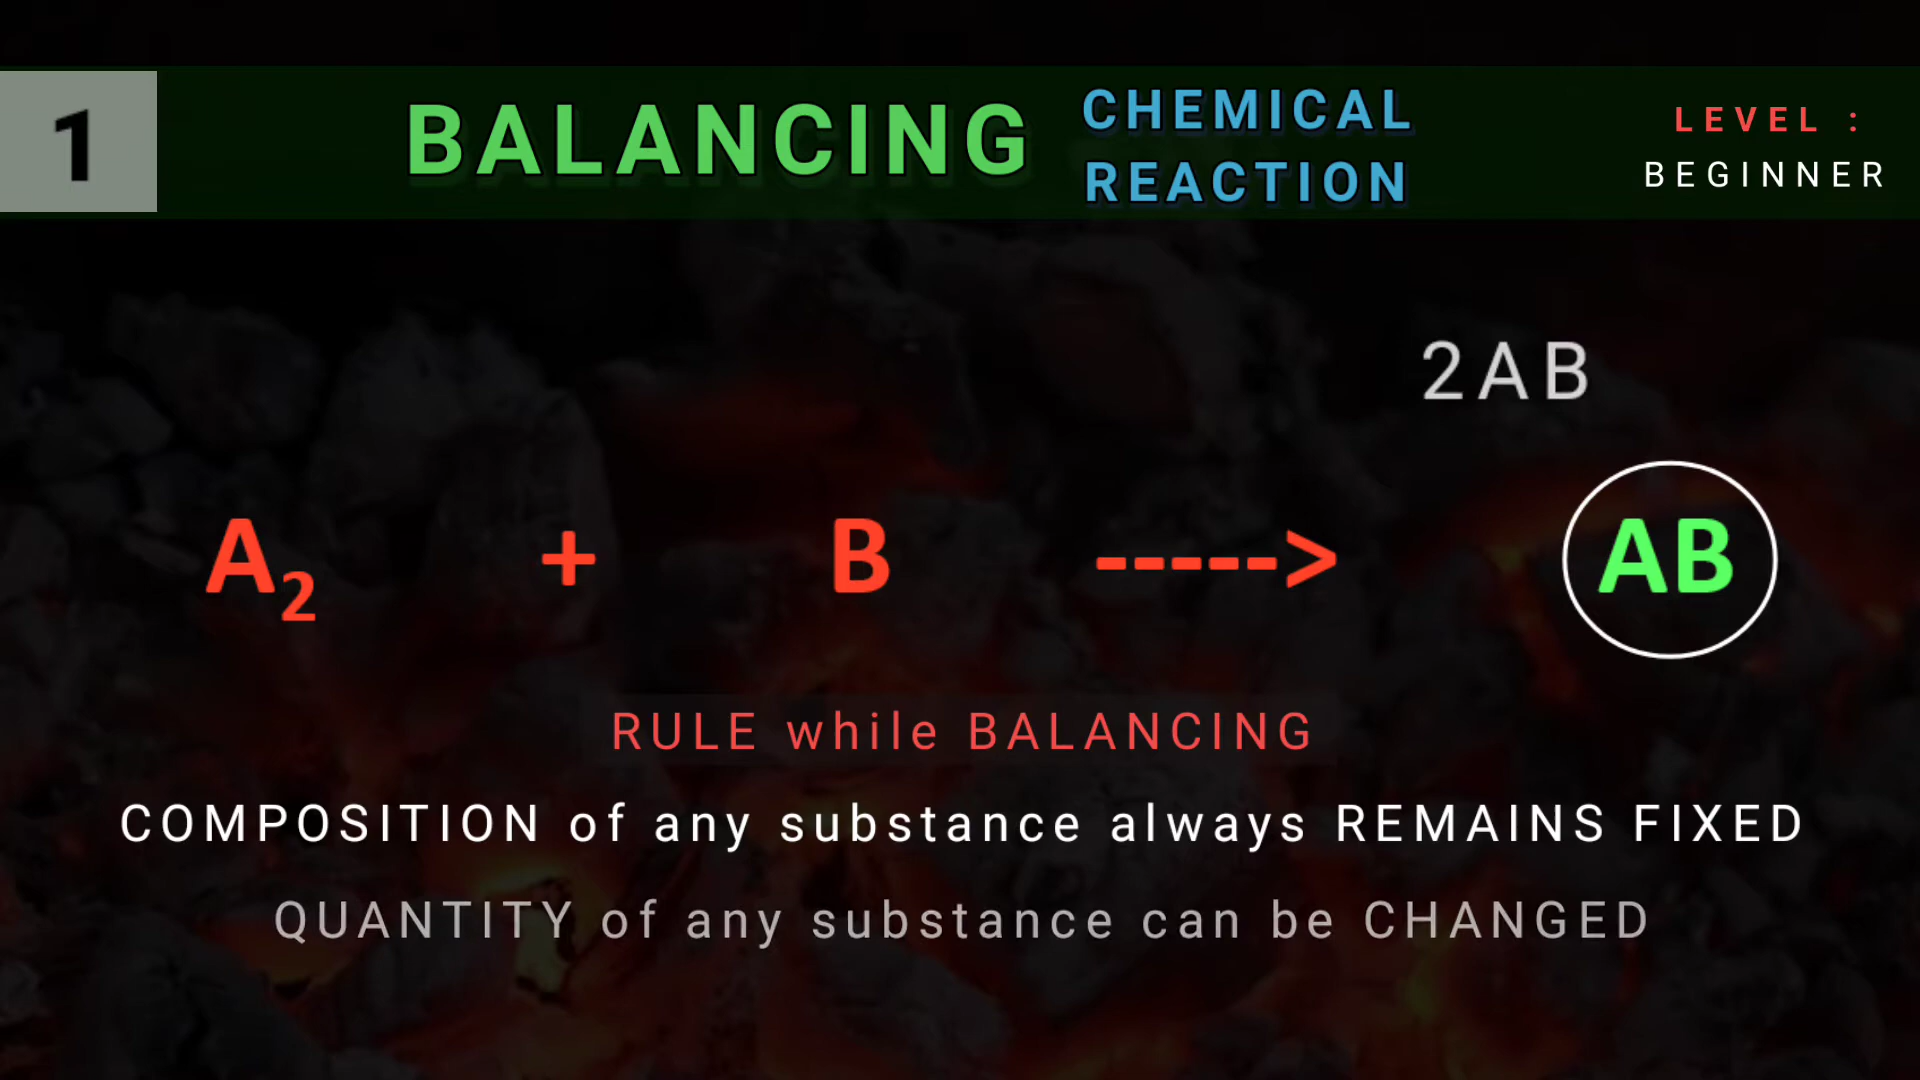 1
BALANCING
CHEMICAL
REACTION
LEVEL :
BEGINNER
2AB
A₂ + B -----> AB
RULE while BALANCING
COMPOSITION of any substance always REMAINS FIXED
QUANTITY of any substance can be CHANGED